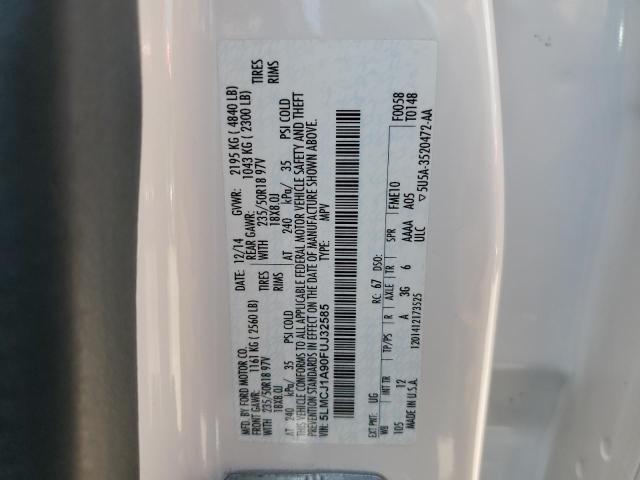 MFD. BY FORD MOTOR CO.
DATE: 12/14 GVWR: 2195 KG ( 4840 LB)
FRONT GAWR: 1161 KG ( 2560 LB) REAR GAWR: 1043 KG ( 2300 LB)
WITH 235/50R18 97V TIRES WITH 235/50R18 97V TIRES
18X8.0J RIMS 18X8.0J RIMS
AT 240 kPa/ 35 PSI COLD AT 240 kPa/ 35 PSI COLD
THIS VEHICLE CONFORMS TO ALL APPLICABLE FEDERAL MOTOR VEHICLE SAFETY AND THEFT
PREVENTION STANDARDS IN EFFECT ON THE DATE OF MANUFACTURE SHOWN ABOVE.
VIN: 5LMCJ1A90FUJ32585 TYPE: MPV
F0058
T0148
EXT PNT: UG RC: 67 DSO: FME10
WB INT TR TP/PS R AXLE TR SPR
105 12 A 3G 6 AAAA A05
ULC
MADE IN U.S.A. ▽5U5A-3520472-AA
1201412173525